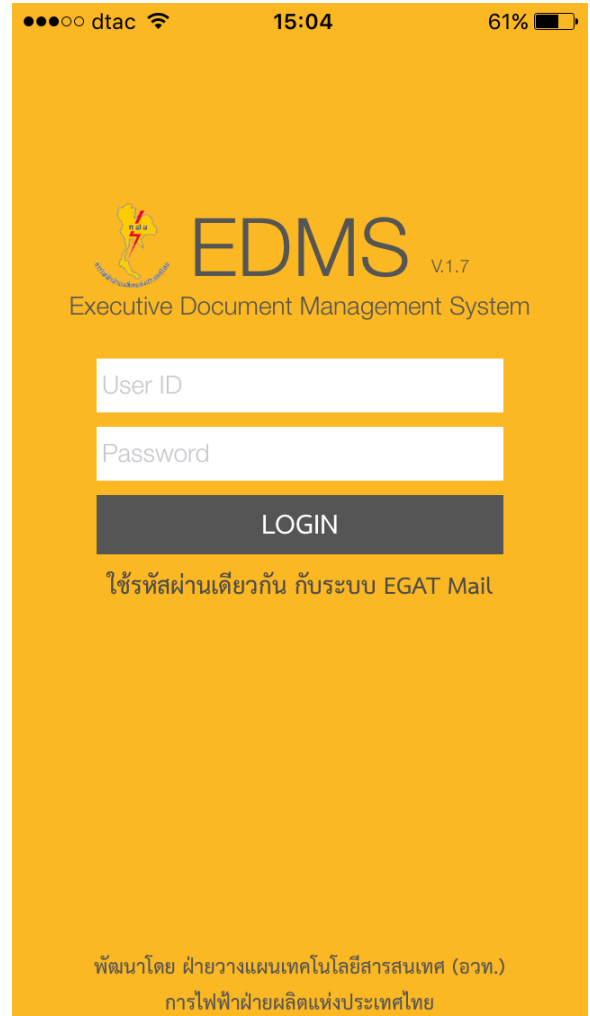 dtac 15:04 61%
กฟผ
EDMS V.1.7
Executive Document Management System
User ID
Password
LOGIN
ใช้รหัสผ่านเดียวกัน กับระบบ EGAT Mail
พัฒนาโดย ฝ่ายวางแผนเทคโนโลยีสารสนเทศ (อวท.)
การไฟฟ้าฝ่ายผลิตแห่งประเทศไทย